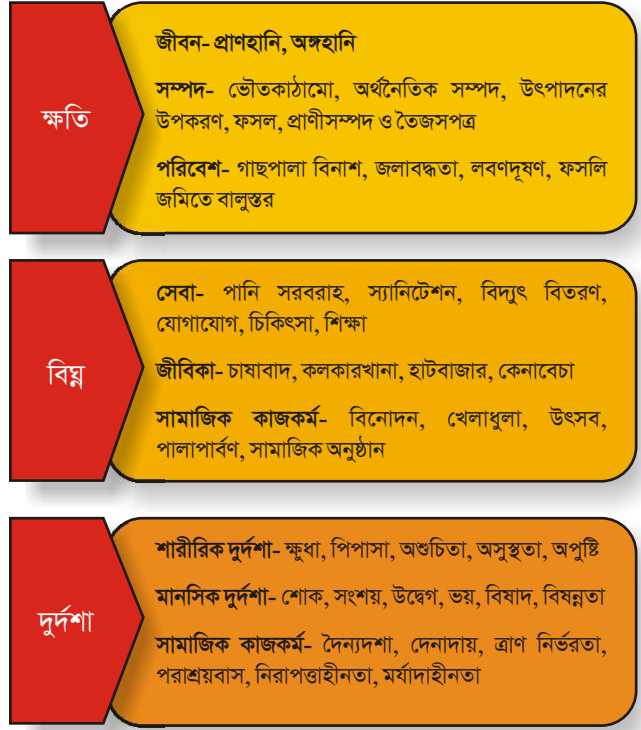 ক্ষতি
জীবন- প্রাণহানি, অঙ্গহানি
সম্পদ- ভৌতকাঠামো, অর্থনৈতিক সম্পদ, উৎপাদনের
উপকরণ, ফসল, প্রাণীসম্পদ ও তৈজসপত্র
পরিবেশ- গাছপালা বিনাশ, জলাবদ্ধতা, লবণদূষণ, ফসলি
জমিতে বালুস্তর
বিঘ্ন
সেবা- পানি সরবরাহ, স্যানিটেশন, বিদ্যুৎ বিতরণ,
যোগাযোগ, চিকিৎসা, শিক্ষা
জীবিকা- চাষাবাদ, কলকারখানা, হাটবাজার, কেনাবেচা
সামাজিক কাজকর্ম- বিনোদন, খেলাধুলা, উৎসব,
পালাপার্বণ, সামাজিক অনুষ্ঠান
দুর্দশা
শারীরিক দুর্দশা- ক্ষুধা, পিপাসা, অশুচিতা, অসুস্থতা, অপুষ্টি
মানসিক দুর্দশা- শোক, সংশয়, উদ্বেগ, ভয়, বিষাদ, বিষন্নতা
সামাজিক কাজকর্ম- দৈন্যদশা, দেনাদায়, ত্রাণ নির্ভরতা,
পরাশ্রয়বাস, নিরাপত্তাহীনতা, মর্যাদাহীনতা